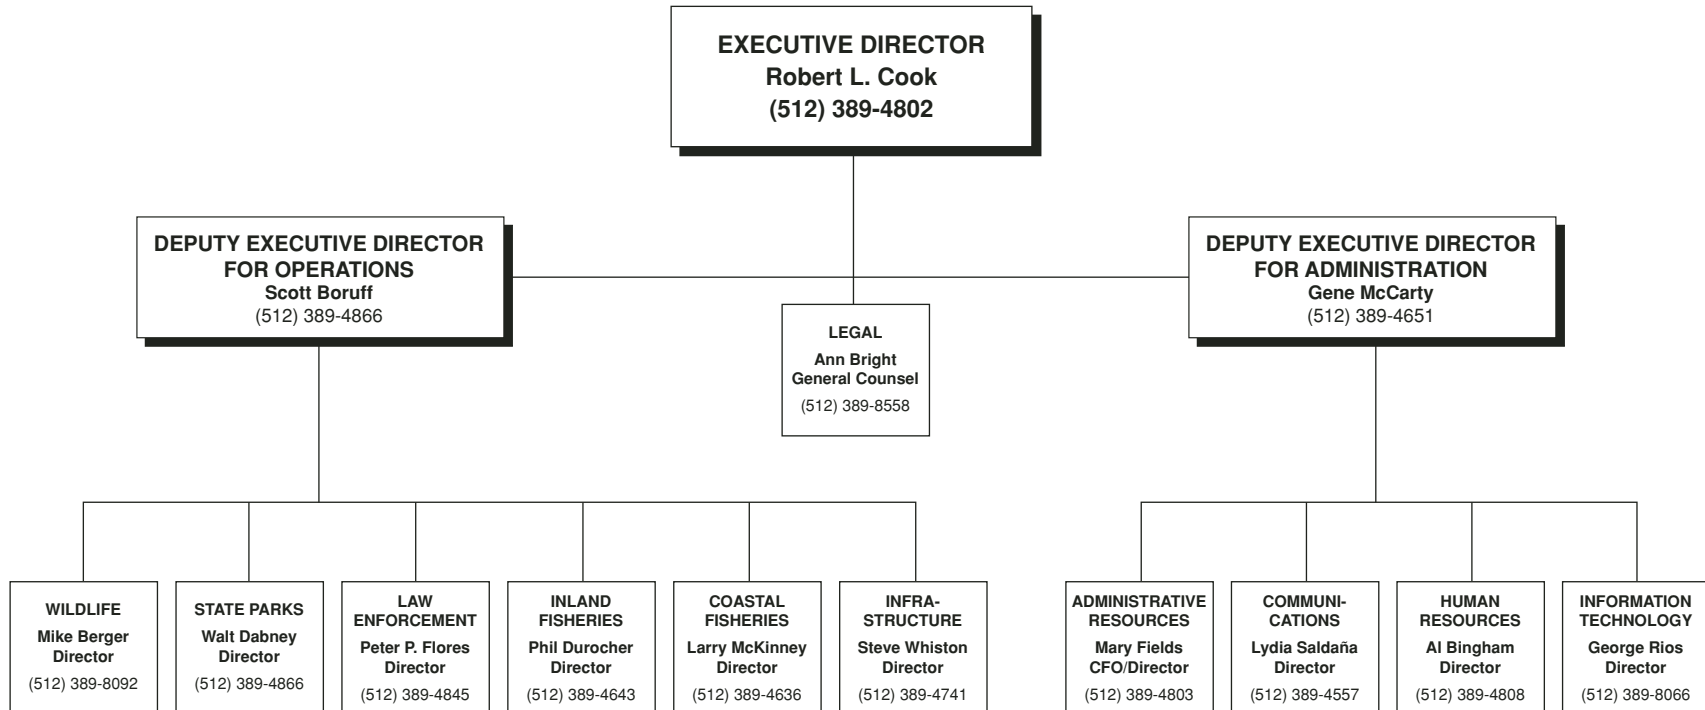 EXECUTIVE DIRECTOR
Robert L. Cook
(512) 389-4802
DEPUTY EXECUTIVE DIRECTOR
FOR OPERATIONS
Scott Boruff
(512) 389-4866
DEPUTY EXECUTIVE DIRECTOR
FOR ADMINISTRATION
Gene McCarty
(512) 389-4651
LEGAL
Ann Bright
General Counsel
(512) 389-8558
WILDLIFE
Mike Berger
Director
(512) 389-8092
STATE PARKS
Walt Dabney
Director
(512) 389-4866
LAW
ENFORCEMENT
Peter P. Flores
Director
(512) 389-4845
INLAND
FISHERIES
Phil Durocher
Director
(512) 389-4643
COASTAL
FISHERIES
Larry McKinney
Director
(512) 389-4636
INFRA-
STRUCTURE
Steve Whiston
Director
(512) 389-4741
ADMINISTRATIVE
RESOURCES
Mary Fields
CFO/Director
(512) 389-4803
COMMUNI-
CATIONS
Lydia Saldaña
Director
(512) 389-4557
HUMAN
RESOURCES
Al Bingham
Director
(512) 389-4808
INFORMATION
TECHNOLOGY
George Rios
Director
(512) 389-8066